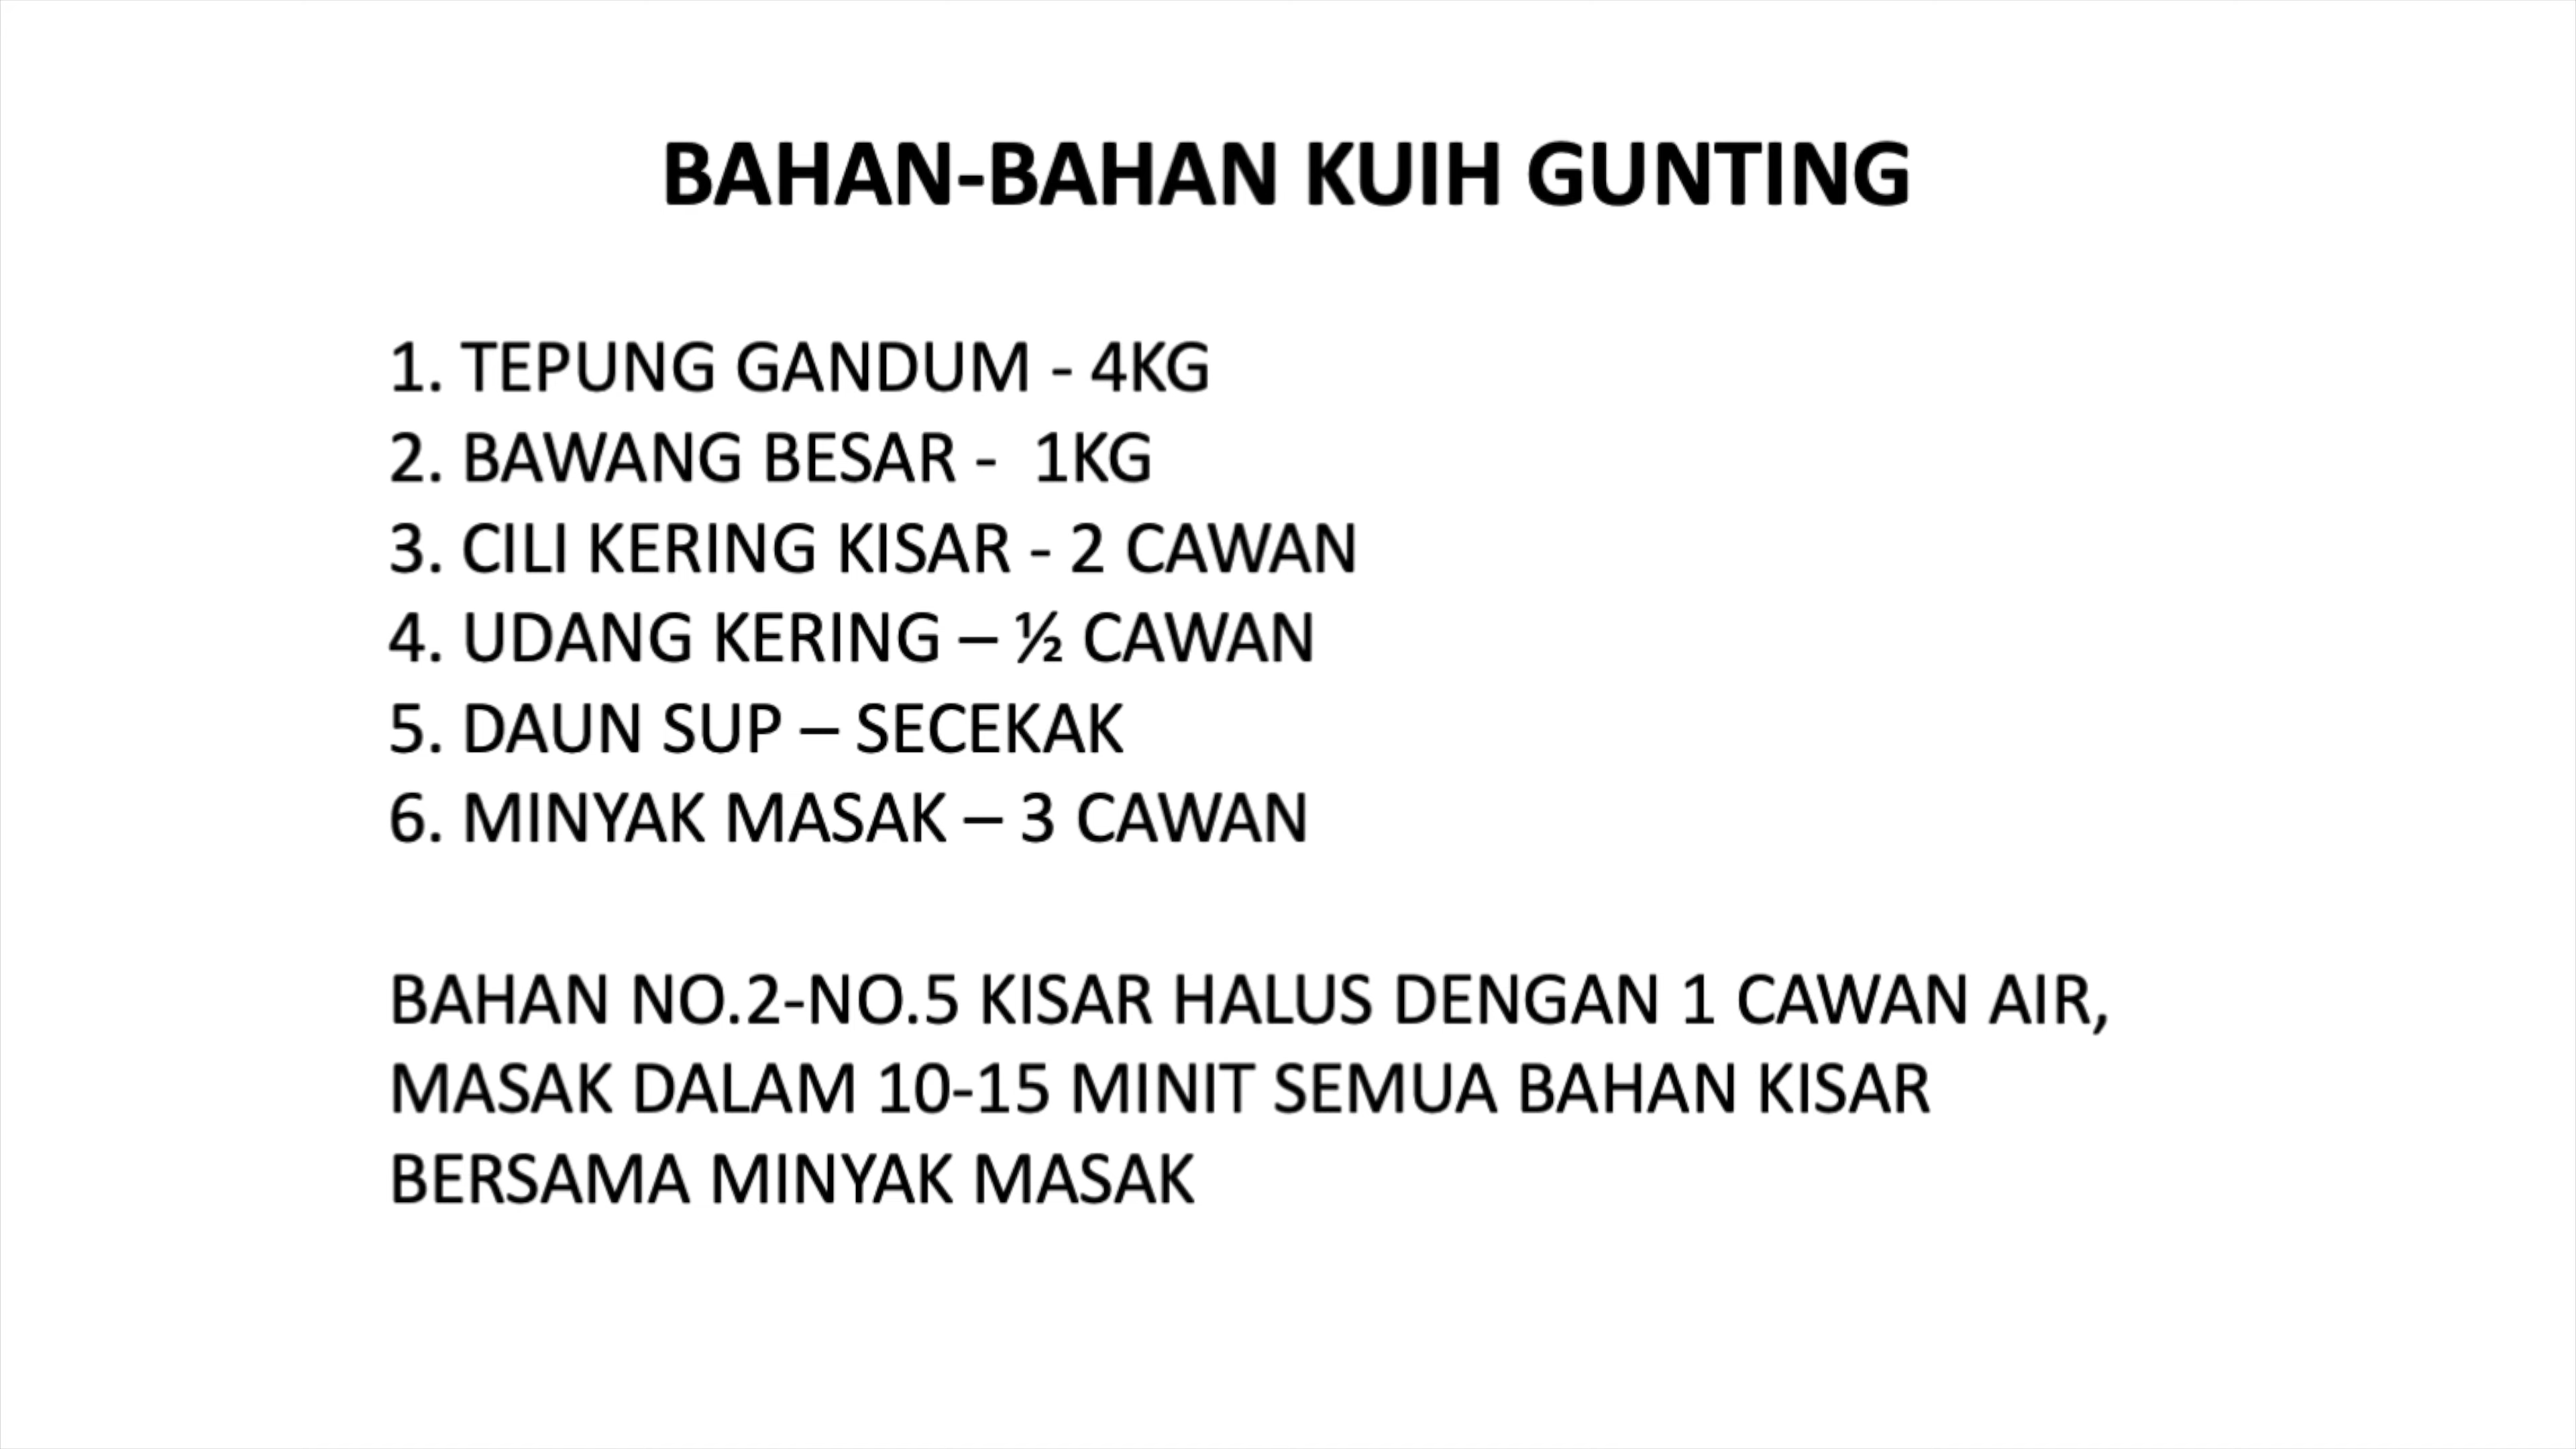 BAHAN-BAHAN KUIH GUNTING
1. TEPUNG GANDUM - 4KG
2. BAWANG BESAR -  1KG
3. CILI KERING KISAR - 2 CAWAN
4. UDANG KERING – ½ CAWAN
5. DAUN SUP – SECEKAK
6. MINYAK MASAK – 3 CAWAN
BAHAN NO.2-NO.5 KISAR HALUS DENGAN 1 CAWAN AIR,
MASAK DALAM 10-15 MINIT SEMUA BAHAN KISAR
BERSAMA MINYAK MASAK